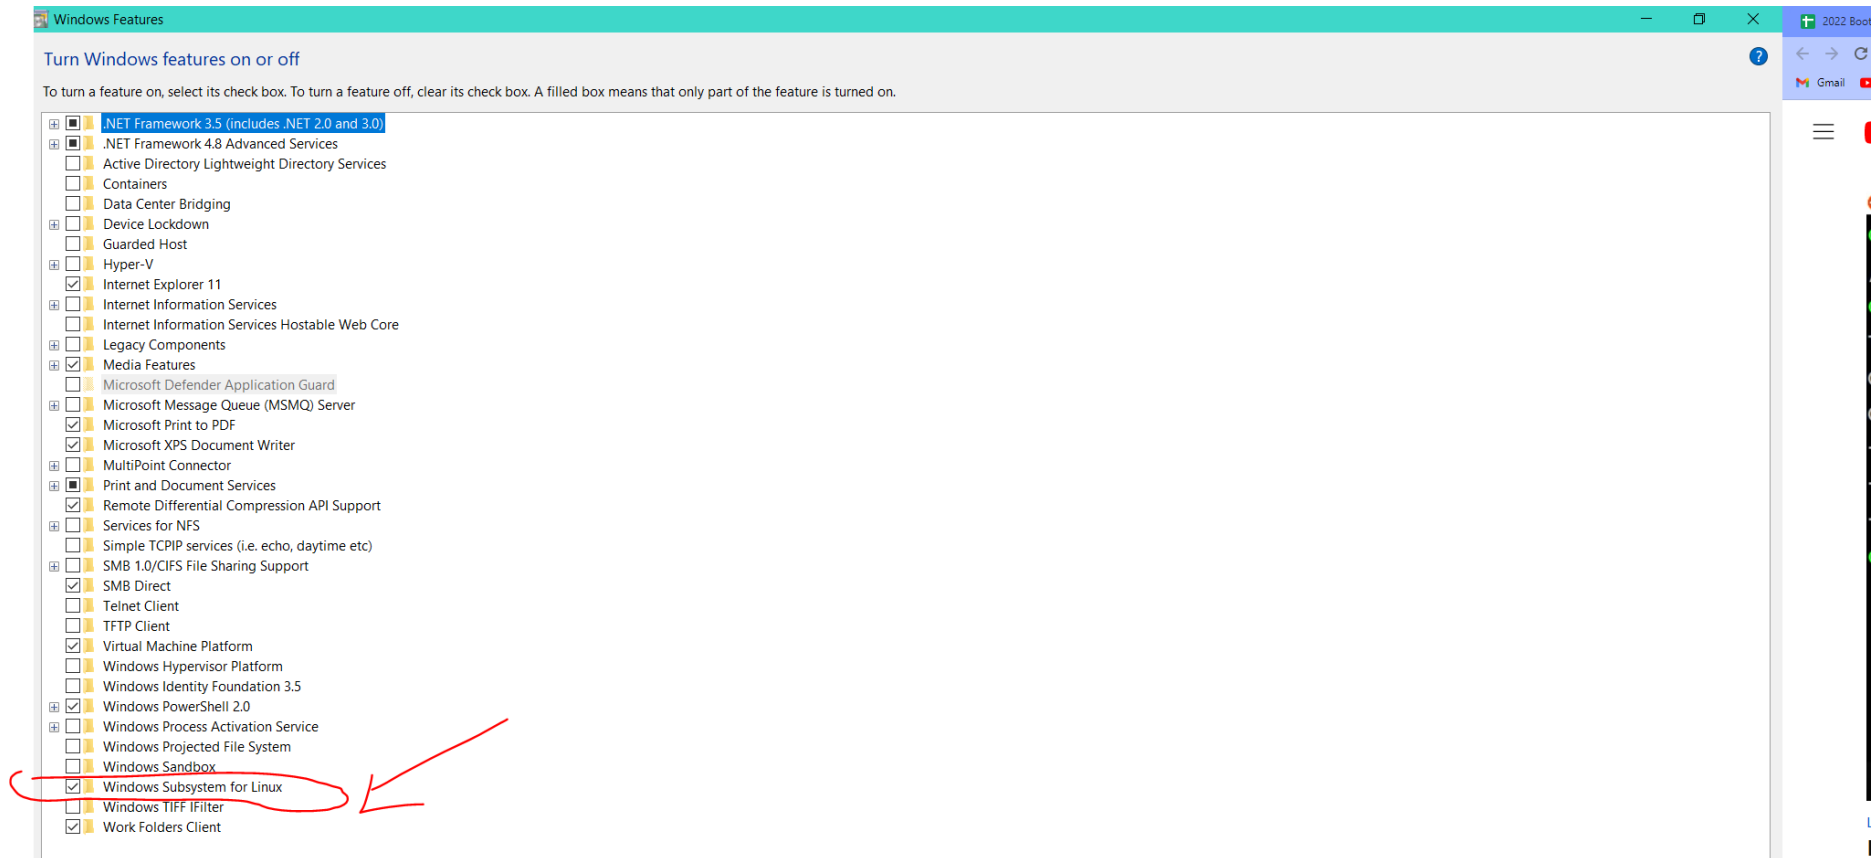 Windows Features
2022 Boot
Turn Windows features on or off
To turn a feature on, select its check box. To turn a feature off, clear its check box. A filled box means that only part of the feature is turned on.
Gmail
.NET Framework 3.5 (includes .NET 2.0 and 3.0)
.NET Framework 4.8 Advanced Services
Active Directory Lightweight Directory Services
Containers
Data Center Bridging
Device Lockdown
Guarded Host
Hyper-V
Internet Explorer 11
Internet Information Services
Internet Information Services Hostable Web Core
Legacy Components
Media Features
Microsoft Defender Application Guard
Microsoft Message Queue (MSMQ) Server
Microsoft Print to PDF
Microsoft XPS Document Writer
MultiPoint Connector
Print and Document Services
Remote Differential Compression API Support
Services for NFS
Simple TCPIP services (i.e. echo, daytime etc)
SMB 1.0/CIFS File Sharing Support
SMB Direct
Telnet Client
TFTP Client
Virtual Machine Platform
Windows Hypervisor Platform
Windows Identity Foundation 3.5
Windows PowerShell 2.0
Windows Process Activation Service
Windows Projected File System
Windows Sandbox
Windows Subsystem for Linux
Windows TIFF IFilter
Work Folders Client